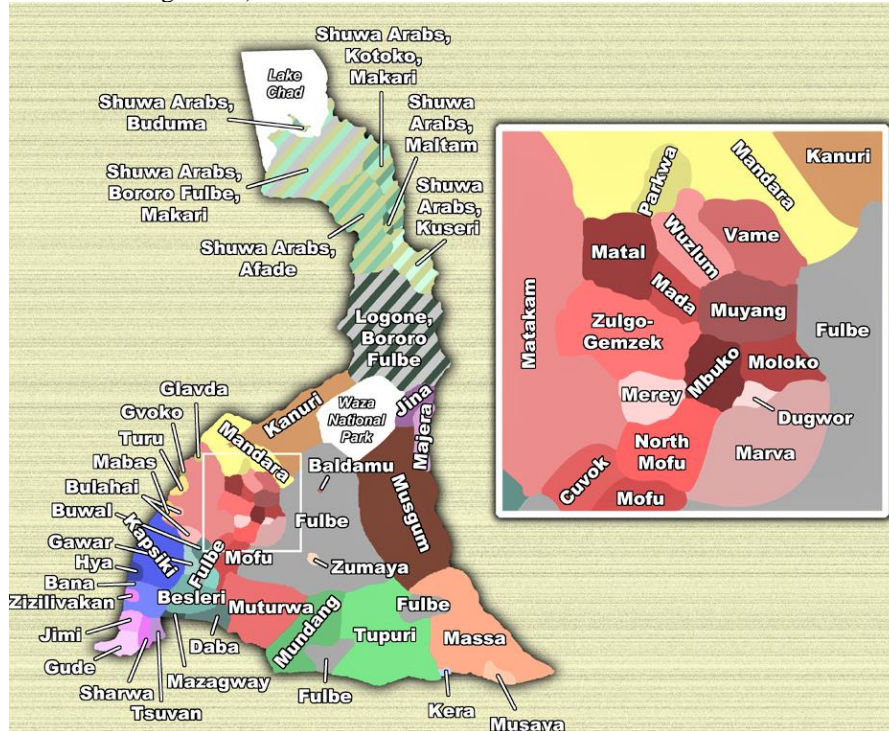 Shuwa Arabs,
Kotoko,
Makari
Lake
Chad
Shuwa Arabs,
Buduma
Shuwa
Arabs,
Maltam
Shuwa Arabs,
Bororo Fulbe,
Makari
Shuwa
Arabs,
Kuseri
Shuwa Arabs,
Afade
Logone,
Bororo
Fulbe
Glavda
Gvoko
Turu
Mabas
Bulahai
Buwal
Gawar
Hya
Bana
Zizilivakan
Jimi
Gude
Sharwa
Tsuvan
Mazagway
Daba
Kapsiki
Fulbe
Besleri
Mandara
Kanuri
Waza
National
Park
Jina
Majera
Baldamu
Fulbe
Musgum
Mofu
Zumaya
Muturwa
Mundang
Fulbe
Tupuri
Fulbe
Massa
Kera
Musaya
Parkwa
Mandara
Kanuri
Matakam
Matal
Wuzlum
Vame
Mada
Zulgo-
Gemzek
Muyang
Fulbe
Mbuko
Moloko
Merey
Dugwor
North
Mofu
Marva
Cuvok
Mofu